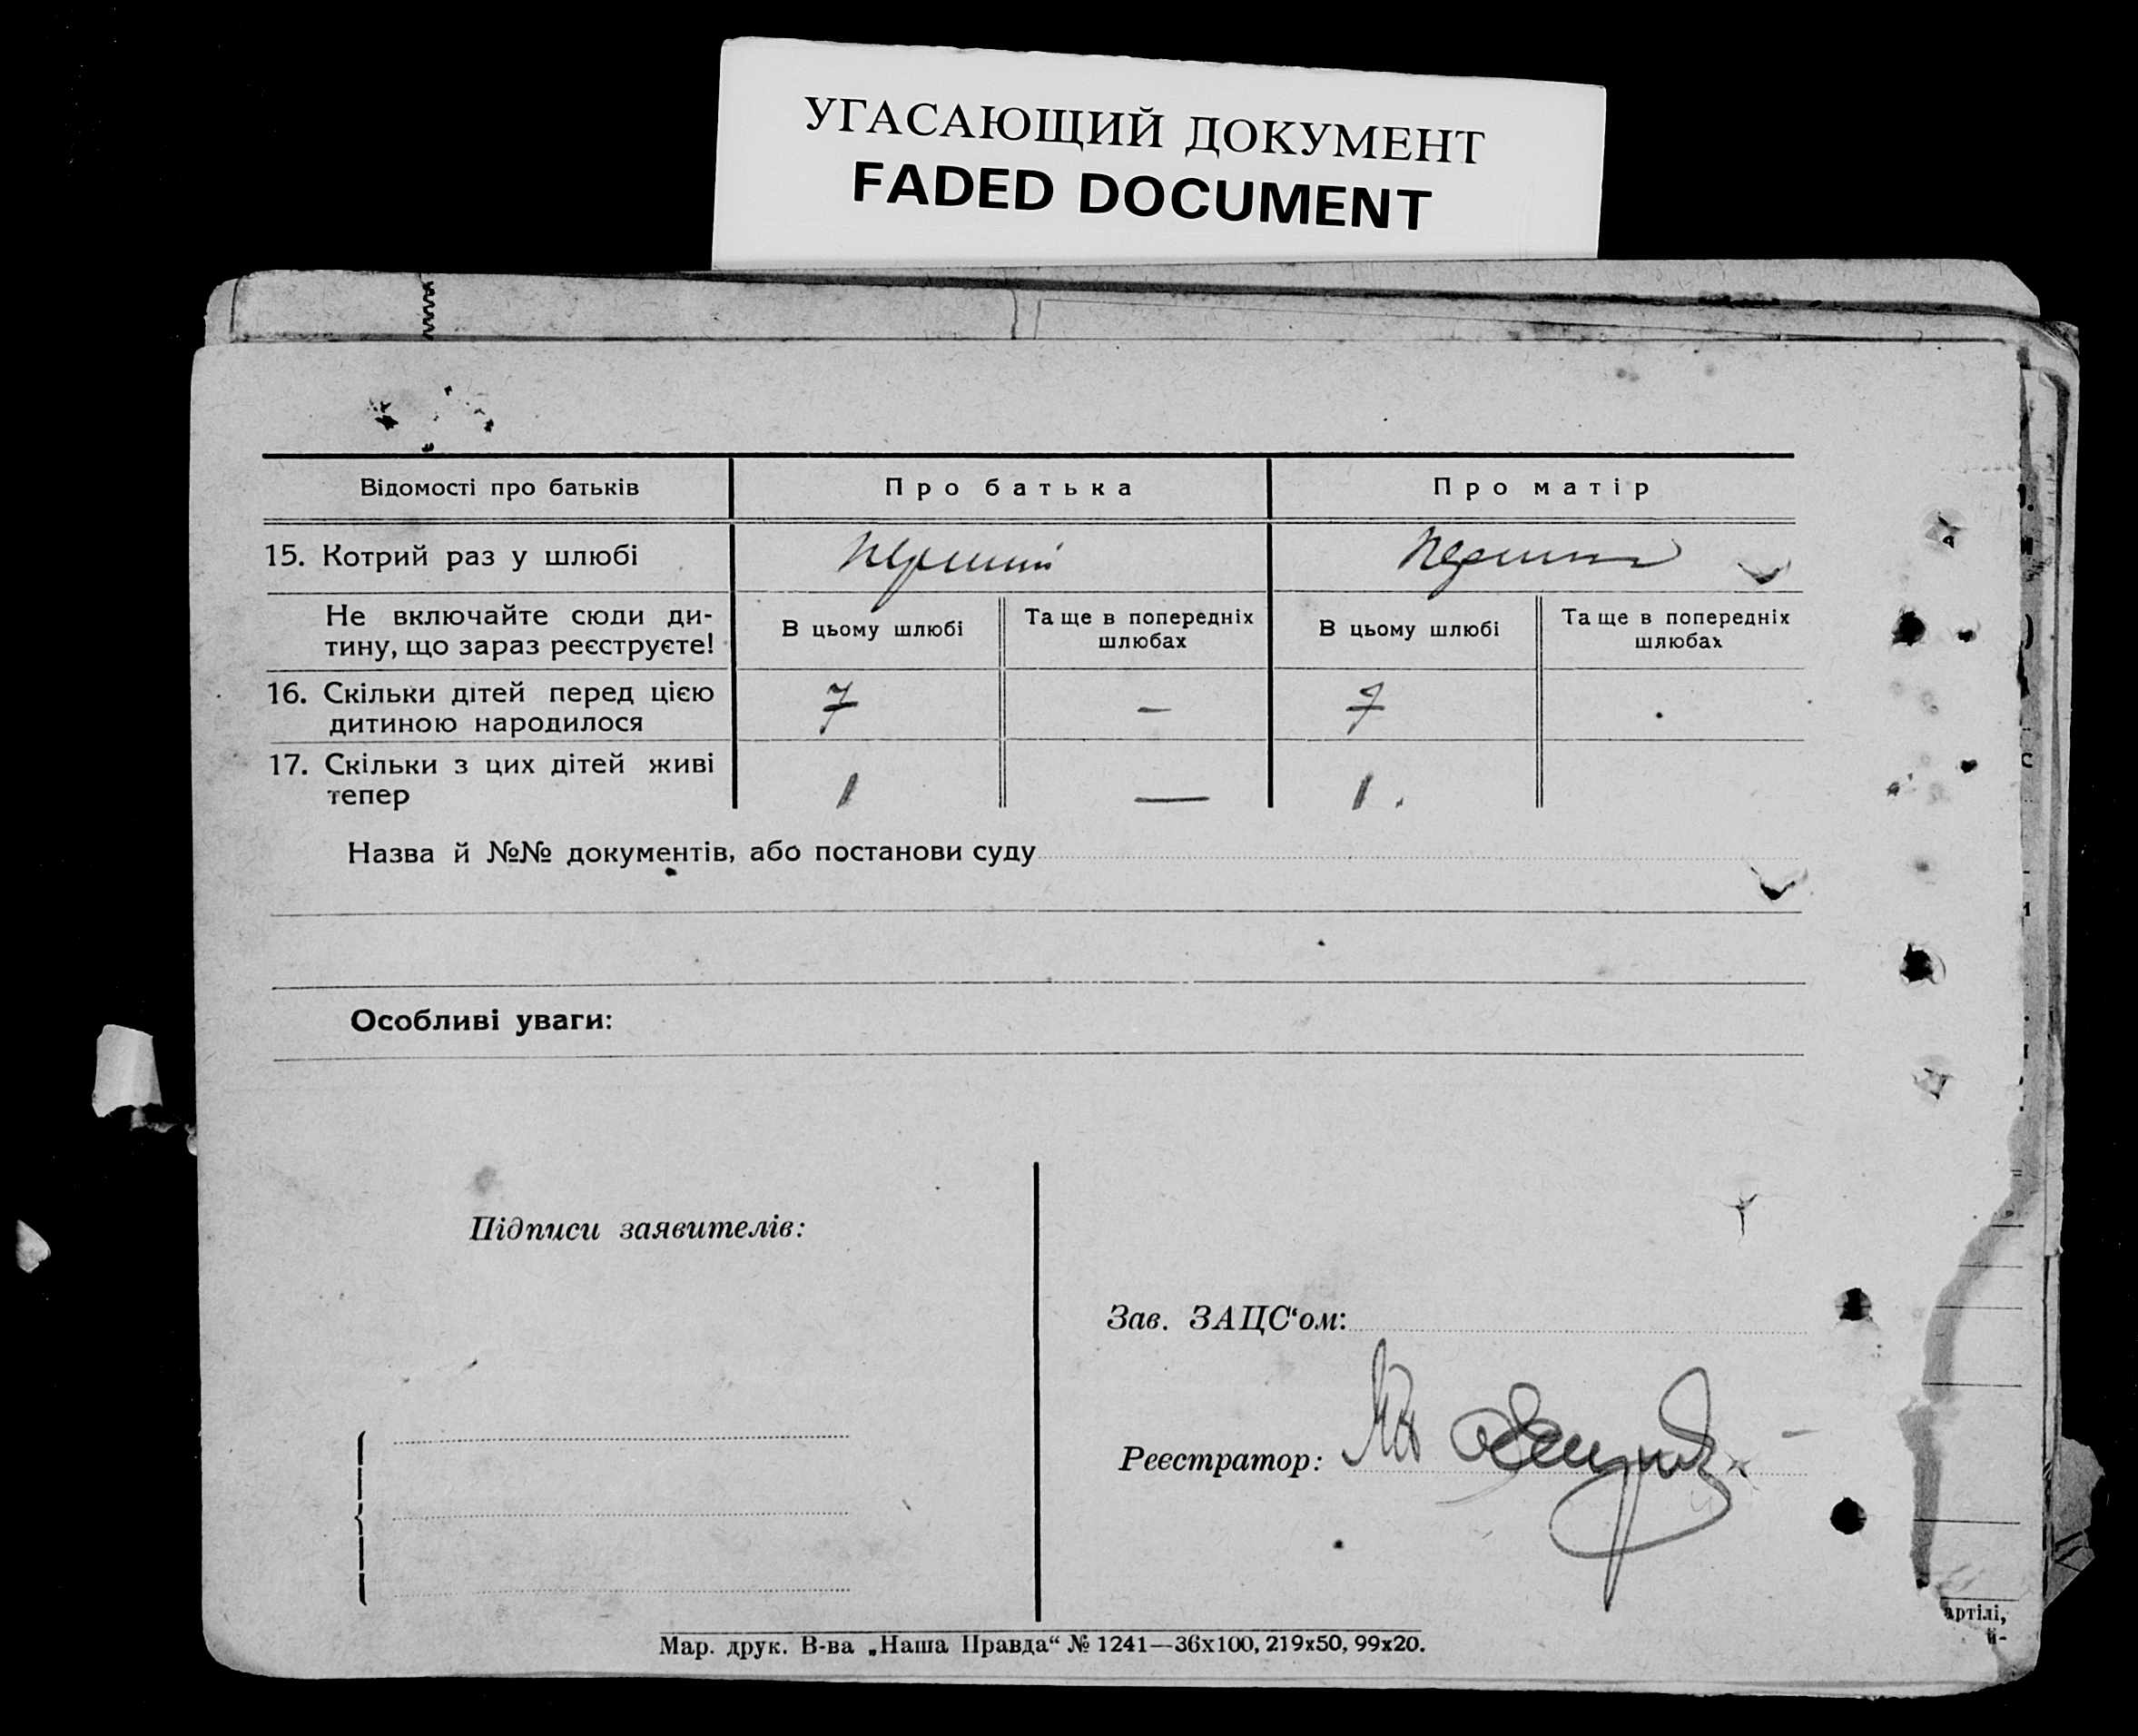 УГАСАЮЩИЙ ДОКУМЕНТ
FADED DOCUMENT
Відомості про батьків Про батька Про матір
15. Котрий раз у шлюбі перший перший
Не включайте сюди ди-
тину, що зараз реєструєте!
В цьому шлюбі Та ще в попередніх
шлюбах
В цьому шлюбі Та ще в попередніх
шлюбах
16. Скільки дітей перед цією
дитиною народилося
7 — 7
17. Скільки з цих дітей живі
тепер
1 — 1.
Назва й №№ документів, або постанови суду
Особливі уваги:
Підписи заявителів:
Зав. ЗАЦС‘ом:
Реєстратор:
Мар. друк. В-ва „Наша Правда“ № 1241—36х100, 219х50, 99х20.
артілі,
й-